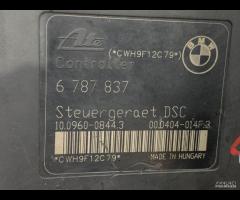 Ate
(*CWH9F12C79*)
BMW
Controller
6 787 837
Steuergeraet DSC
10.0960-0844.3
00.0404-014F.3
(*CWH9F12C79*)
MADE IN HUNGARY